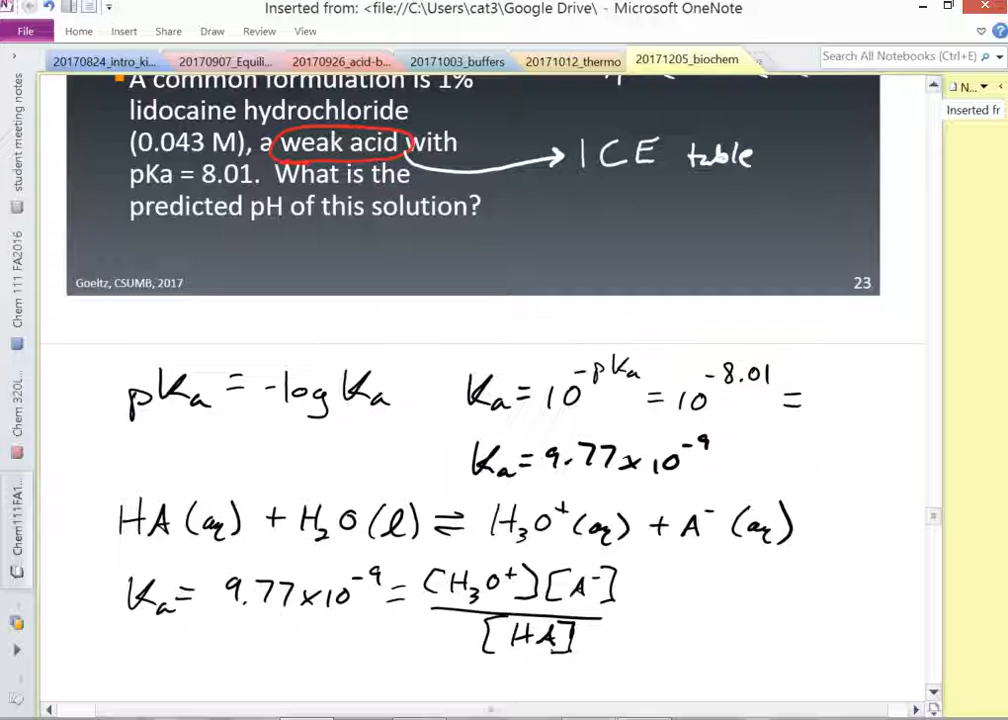 Inserted from: <file://C:\Users\cat3\Google Drive\ - Microsoft OneNote
File Home Insert Share Draw Review View
20170824_intro_ki... 20170907_Equili... 20170926_acid-b... 20171003_buffers 20171012_thermo 20171205_biochem Search All Notebooks (Ctrl+E)
N...
Inserted fr
student meeting notes
Chem 111 FA2016
Chem 320L
Chem111FA1
A common formulation is 1%
lidocaine hydrochloride
(0.043 M), a weak acid with
pKa = 8.01. What is the
predicted pH of this solution?
ICE table
Goeltz, CSUMB, 2017
23
pKa = -log Ka
Ka = 10^-pKa = 10^-8.01 =
Ka = 9.77 x 10^-9
HA (aq) + H₂O (l) ⇌ H₃O⁺ (aq) + A⁻ (aq)
Ka = 9.77 x 10^-9 = [H₃O⁺][A⁻] / [HA]